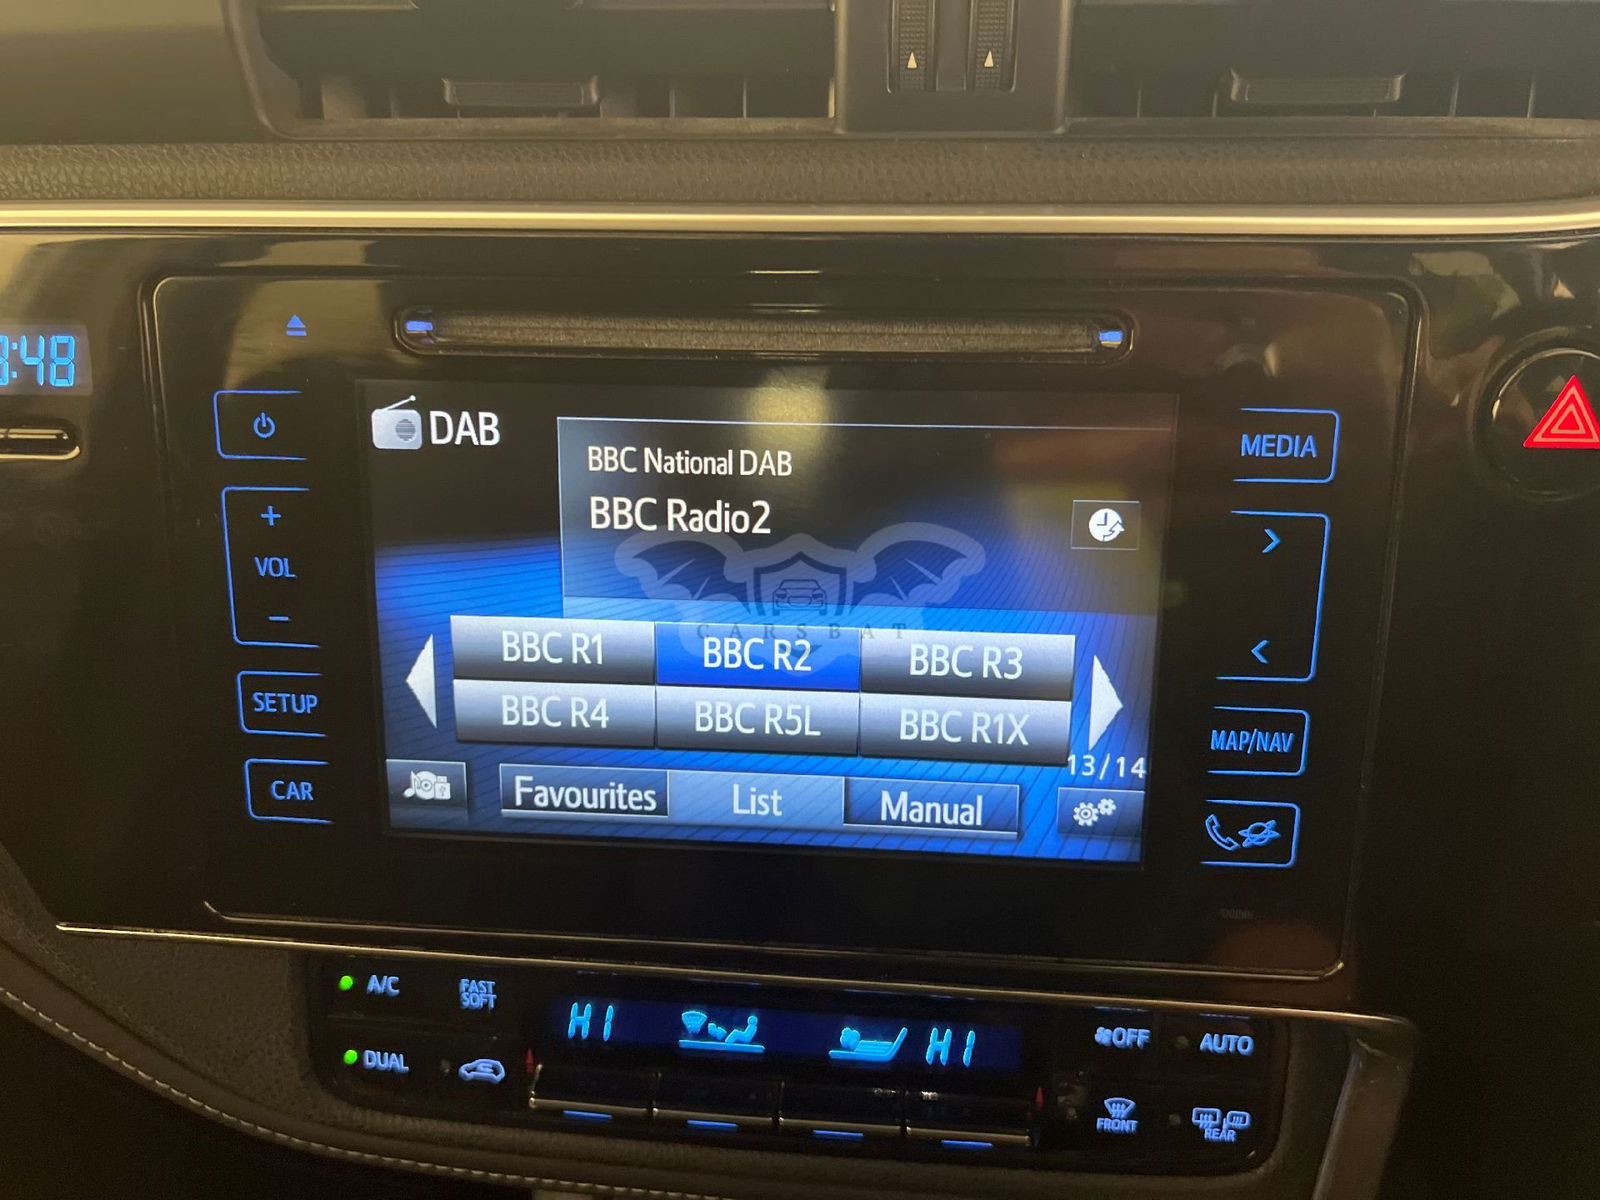 :48
DAB
BBC National DAB
BBC Radio2
CARSBAT
BBC R1
BBC R2
BBC R3
BBC R4
BBC R5L
BBC R1X
13/14
Favourites
List
Manual
VOL
SETUP
CAR
MEDIA
MAP/NAV
A/C
FAST
SOFT
HI
HI
OFF
AUTO
DUAL
FRONT
REAR